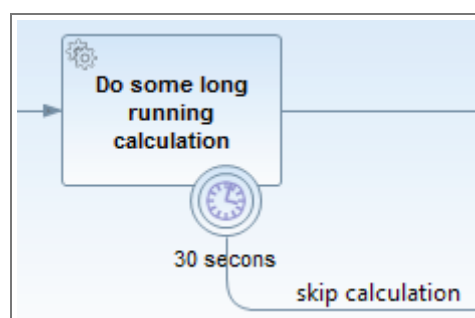 Do some long
running
calculation
30 secons
skip calculation